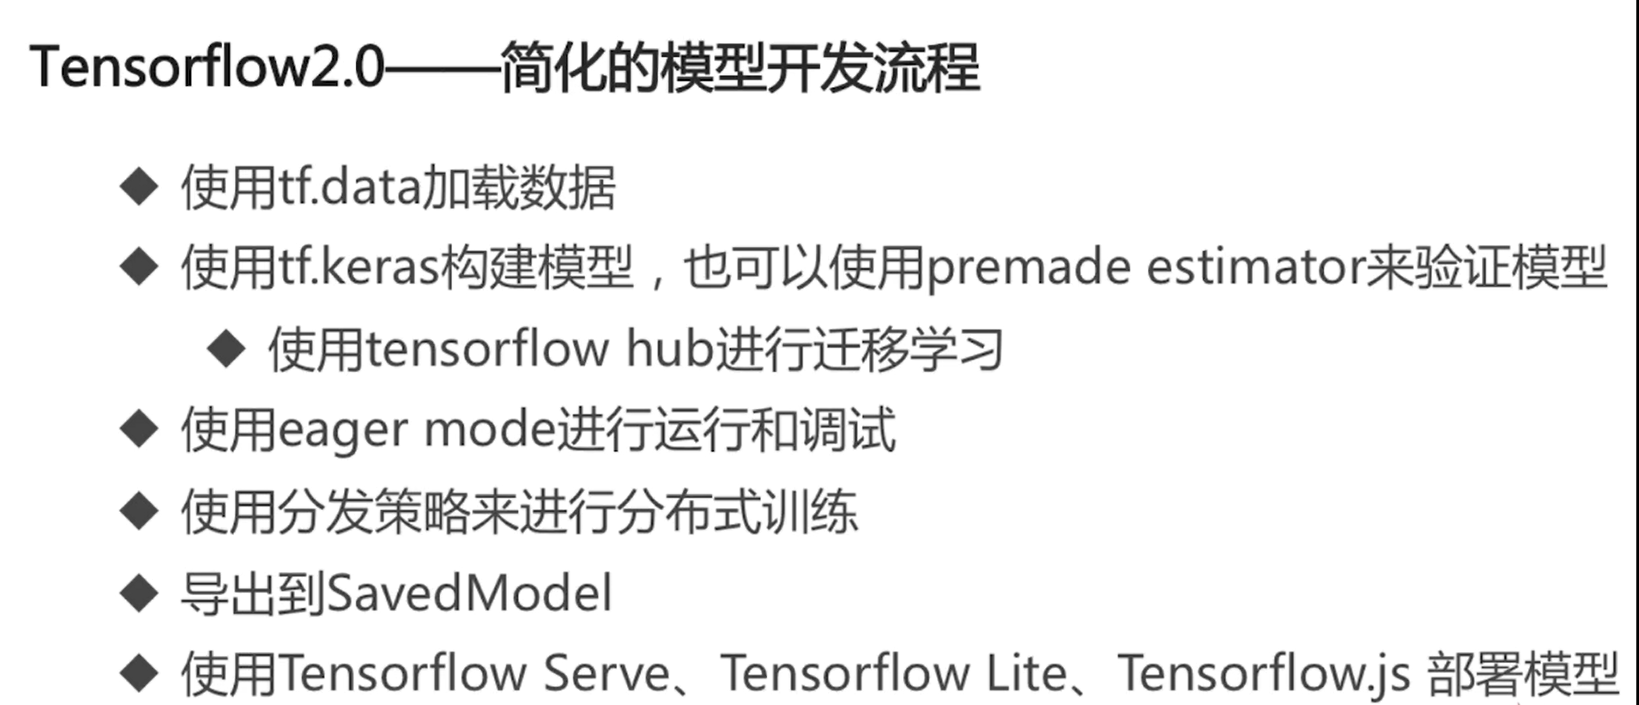 Tensorflow2.0——简化的模型开发流程
◆ 使用tf.data加载数据
◆ 使用tf.keras构建模型，也可以使用premade estimator来验证模型
◆ 使用tensorflow hub进行迁移学习
◆ 使用eager mode进行运行和调试
◆ 使用分发策略来进行分布式训练
◆ 导出到SavedModel
◆ 使用Tensorflow Serve、Tensorflow Lite、Tensorflow.js 部署模型